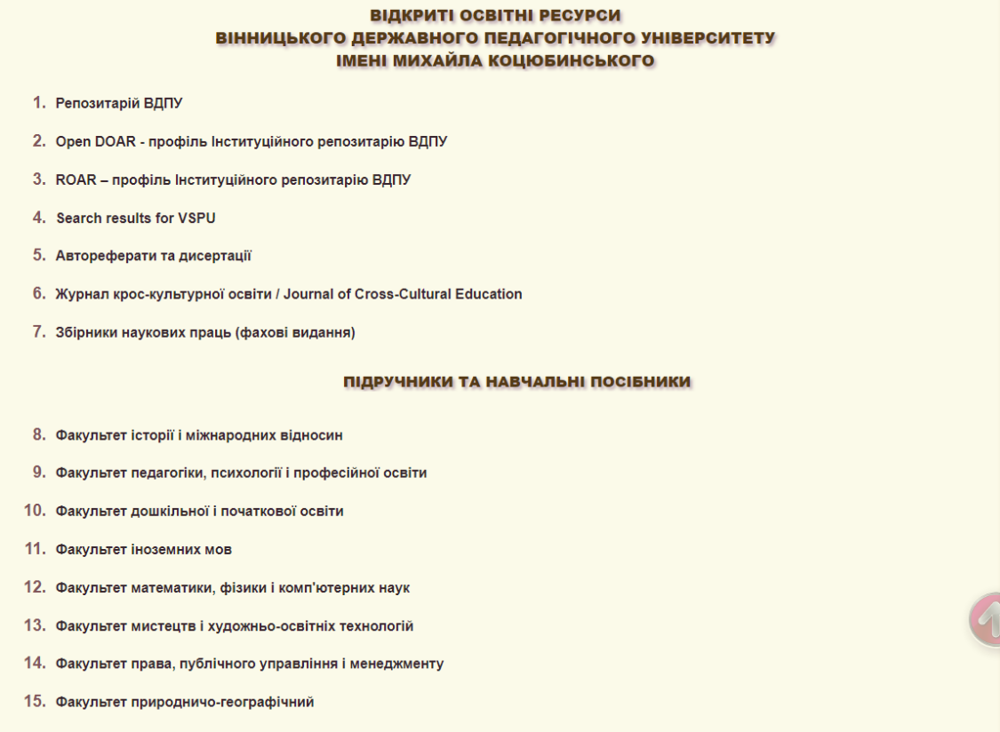 ВІДКРИТІ ОСВІТНІ РЕСУРСИ
ВІННИЦЬКОГО ДЕРЖАВНОГО ПЕДАГОГІЧНОГО УНІВЕРСИТЕТУ
ІМЕНІ МИХАЙЛА КОЦЮБИНСЬКОГО
1. Репозитарій ВДПУ
2. Open DOAR - профіль Інституційного репозитарію ВДПУ
3. ROAR – профіль Інституційного репозитарію ВДПУ
4. Search results for VSPU
5. Автореферати та дисертації
6. Журнал крос-культурної освіти / Journal of Cross-Cultural Education
7. Збірники наукових праць (фахові видання)
ПІДРУЧНИКИ ТА НАВЧАЛЬНІ ПОСІБНИКИ
8. Факультет історії і міжнародних відносин
9. Факультет педагогіки, психології і професійної освіти
10. Факультет дошкільної і початкової освіти
11. Факультет іноземних мов
12. Факультет математики, фізики і комп'ютерних наук
13. Факультет мистецтв і художньо-освітніх технологій
14. Факультет права, публічного управління і менеджменту
15. Факультет природничо-географічний